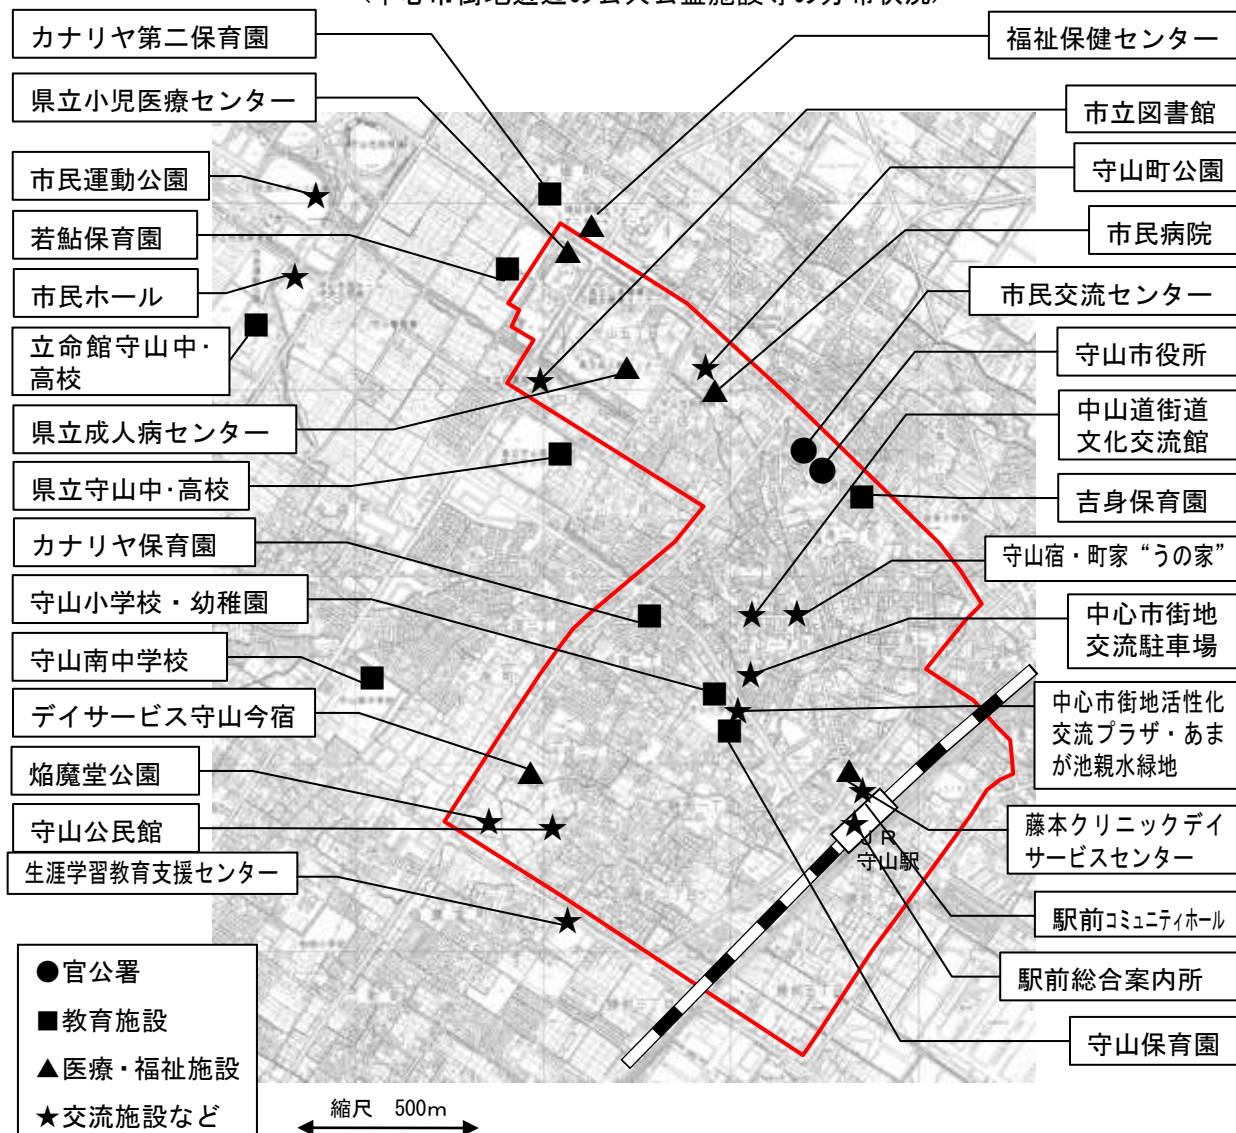 カナリヤ第二保育園
県立小児医療センター
市民運動公園
若鮎保育園
市民ホール
立命館守山中・
高校
県立成人病センター
県立守山中・高校
カナリヤ保育園
守山小学校・幼稚園
守山南中学校
デイサービス守山今宿
焔魔堂公園
守山公民館
生涯学習教育支援センター
福祉保健センター
市立図書館
守山町公園
市民病院
市民交流センター
守山市役所
中山道街道
文化交流館
吉身保育園
守山宿・町家“うの家”
中心市街地
交流駐車場
中心市街地活性化
交流プラザ・あま
が池親水緑地
藤本クリニックデイ
サービスセンター
駅前コミュニティホール
駅前総合案内所
守山保育園
JR
守山駅
●官公署
■教育施設
▲医療・福祉施設
★交流施設など
縮尺 500m